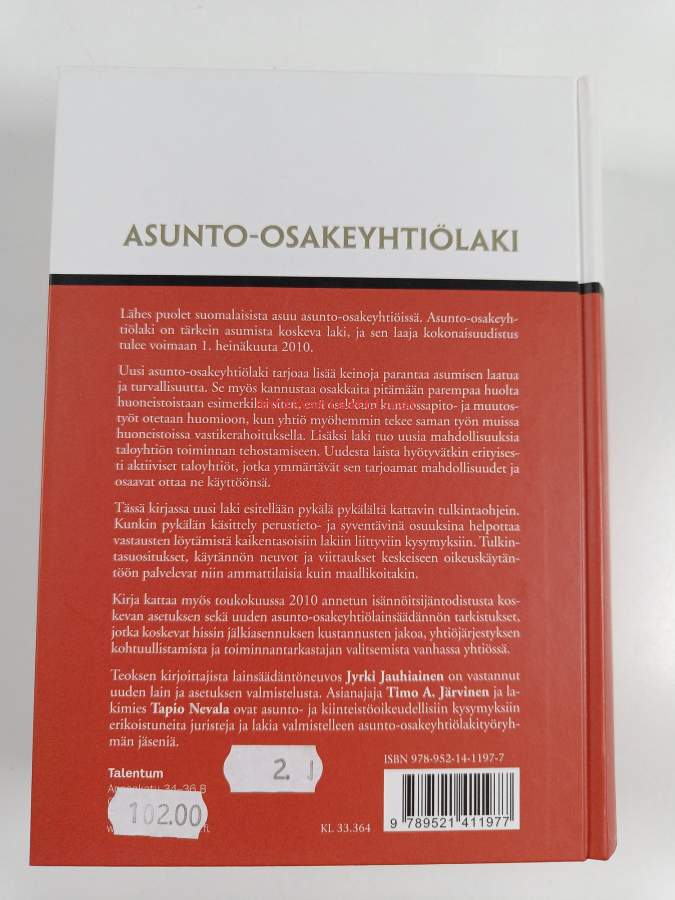 ASUNTO-OSAKEYHTIÖLAKI
Lähes puolet suomalaisista asuu asunto-osakeyhtiöissä. Asunto-osakeyh-
tiölaki on tärkein asumista koskeva laki, ja sen laaja kokonaisuudistus
tulee voimaan 1. heinäkuuta 2010.
Uusi asunto-osakeyhtiölaki tarjoaa lisää keinoja parantaa asumisen laatua
ja turvallisuutta. Se myös kannustaa osakkaita pitämään parempaa huolta
huoneistoistaan esimerkiksi siten, että osakkaan kunnossapito- ja muutos-
työt otetaan huomioon, kun yhtiö myöhemmin tekee saman työn muissa
huoneistoissa vastikerahoituksella. Lisäksi laki tuo uusia mahdollisuuksia
taloyhtiön toiminnan tehostamiseen. Uudesta laista hyötyvätkin erityises-
ti aktiiviset taloyhtiöt, jotka ymmärtävät sen tarjoamat mahdollisuudet ja
osaavat ottaa ne käyttöönsä.
Tässä kirjassa uusi laki esitellään pykälä pykälältä kattavin tulkintaohjein.
Kunkin pykälän käsittely perustieto- ja syventävinä osuuksina helpottaa
vastausten löytämistä kaikentasoisiin lakiin liittyviin kysymyksiin. Tulkin-
tasuositukset, käytännön neuvot ja viittaukset keskeiseen oikeuskäytän-
töön palvelevat niin ammattilaisia kuin maallikoitakin.
Kirja kattaa myös toukokuussa 2010 annetun isännöitsijäntodistusta kos-
kevan asetuksen sekä uuden asunto-osakeyhtiölainsäädännön tarkistukset,
jotka koskevat hissin jälkiasennuksen kustannusten jakoa, yhtiöjärjestyksen
kohtuullistamista ja toiminnantarkastajan valitsemista vanhassa yhtiössä.
Teoksen kirjoittajista lainsäädäntöneuvos Jyrki Jauhiainen on vastannut
uuden lain ja asetuksen valmistelusta. Asianajaja Timo A. Järvinen ja la-
kimies Tapio Nevala ovat asunto- ja kiinteistöoikeudellisiin kysymyksiin
erikoistuneita juristeja ja lakia valmistelleen asunto-osakeyhtiölakityöryh-
män jäseniä.
ISBN 978-952-14-1197-7
Talentum
2.
102.00
KL 33.364
9 789521 411977